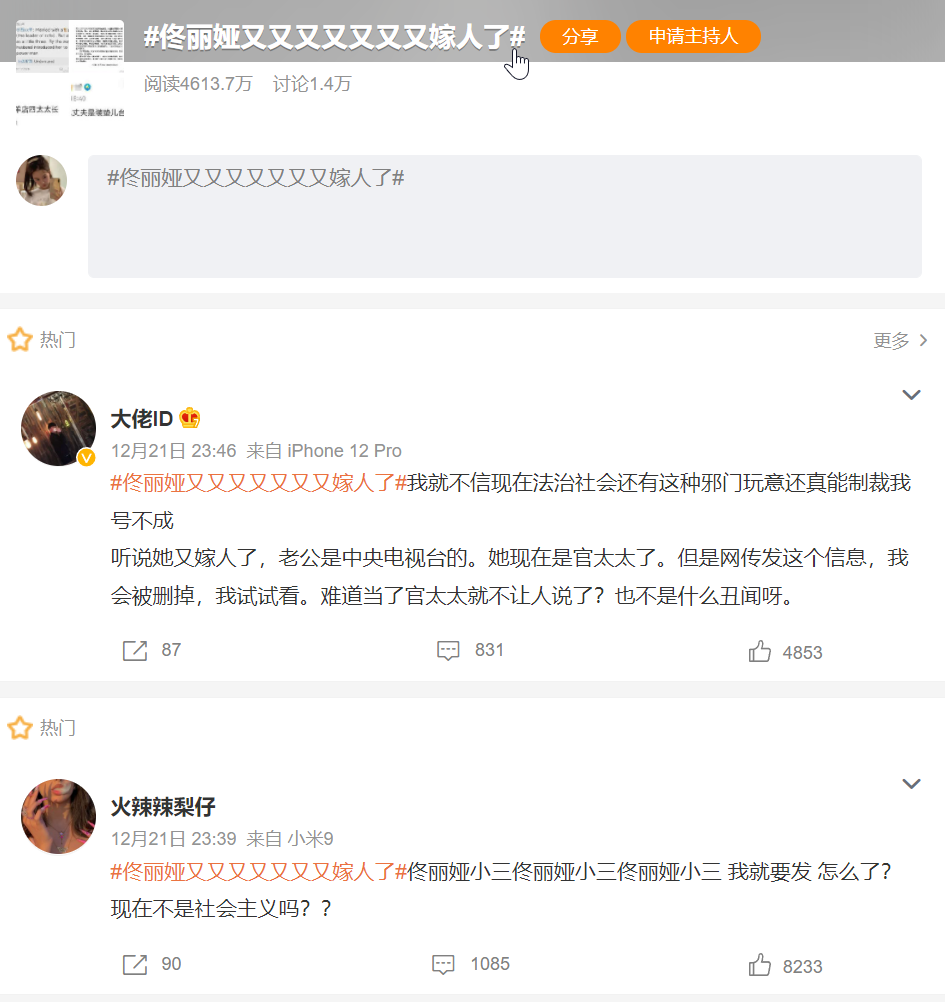 #佟丽娅又又又又又又又嫁人了#
分享
申请主持人
阅读4613.7万 讨论1.4万
#佟丽娅又又又又又又又嫁人了#
热门
更多
大佬ID
12月21日 23:46 来自 iPhone 12 Pro
#佟丽娅又又又又又又又嫁人了#我就不信现在法治社会还有这种邪门玩意还真能制裁我
号不成
听说她又嫁人了，老公是中央电视台的。她现在是官太太了。但是网传发这个信息，我
会被删掉，我试试看。难道当了官太太就不让人说了？也不是什么丑闻呀。
87
831
4853
热门
火辣辣梨仔
12月21日 23:39 来自 小米9
#佟丽娅又又又又又又又嫁人了#佟丽娅小三佟丽娅小三佟丽娅小三 我就要发 怎么了?
现在不是社会主义吗？？
90
1085
8233